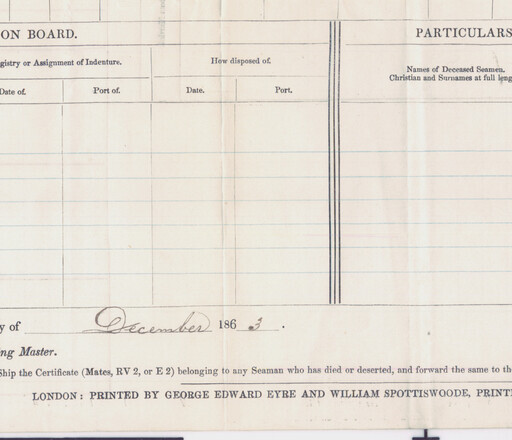 ON BOARD.
PARTICULARS
egistry or Assignment of Indenture.
How disposed of.
Names of Deceased Seamen.
Christian and Surnames at full leng
Date of.
Port of.
Date.
Port.
y of December 1863.
ng Master.
Ship the Certificate (Mates, RV 2, or E 2) belonging to any Seaman who has died or deserted, and forward the same to the
LONDON: PRINTED BY GEORGE EDWARD EYRE AND WILLIAM SPOTTISWOODE, PRINT